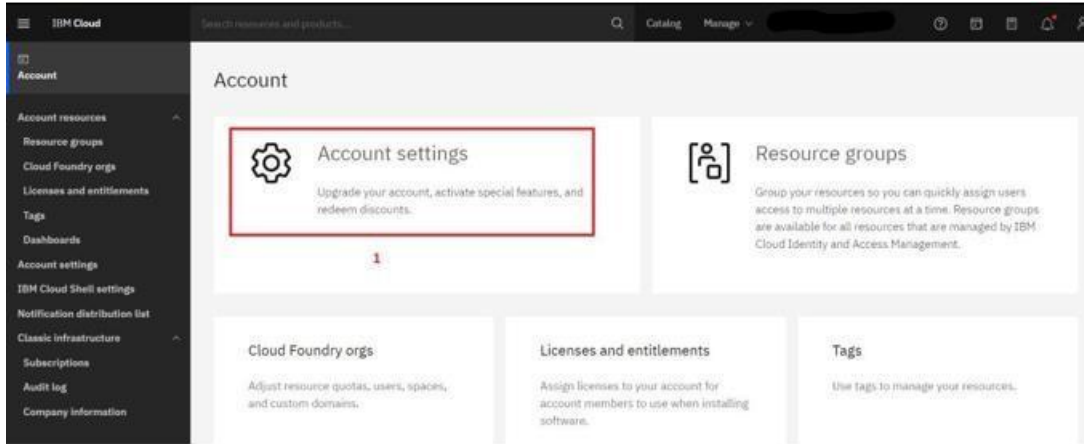 IBM Cloud
Search resources and products...
Catalog
Manage
Account
Account resources
Resource groups
Cloud Foundry orgs
Licenses and entitlements
Tags
Dashboards
Account settings
IBM Cloud Shell settings
Notification distribution list
Classic infrastructure
Subscriptions
Audit log
Company information
Account
Account settings
Upgrade your account, activate special features, and
redeem discounts.
1
Resource groups
Group your resources so you can quickly assign users
access to multiple resources at a time. Resource groups
are available for all resources that are managed by IBM
Cloud Identity and Access Management.
Cloud Foundry orgs
Adjust resource quotas, users, spaces,
and custom domains.
Licenses and entitlements
Assign licenses to your account for
account members to use when installing
software.
Tags
Use tags to manage your resources.